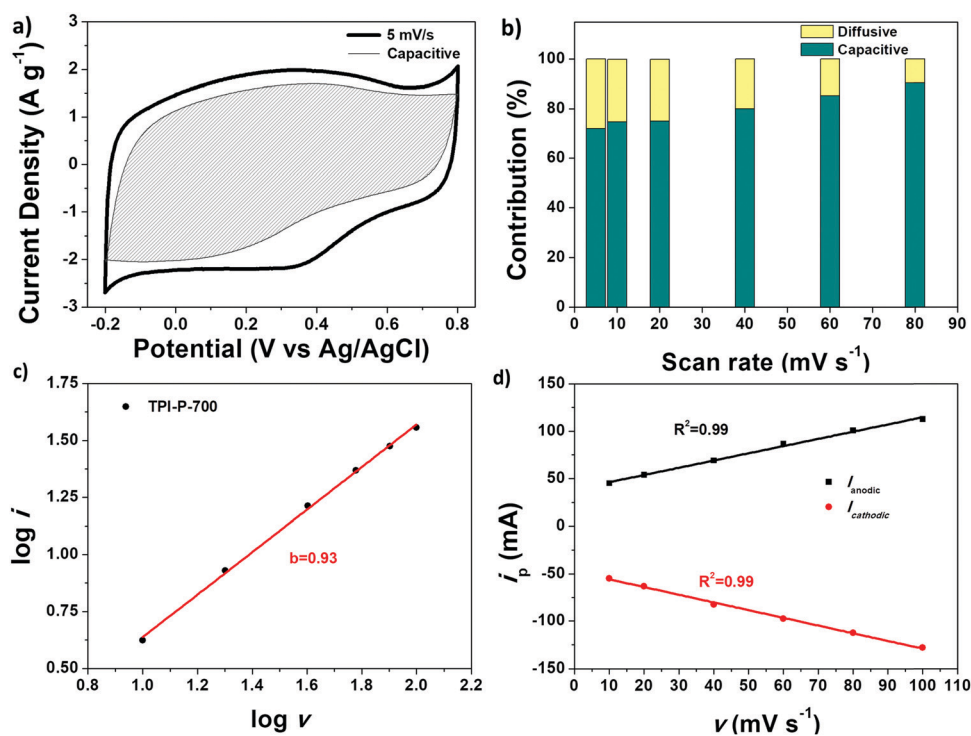 a)
5 mV/s
Capacitive
Current Density (A g⁻¹)
3
2
1
0
-1
-2
-3
-0.2 0.0 0.2 0.4 0.6 0.8
Potential (V vs Ag/AgCl)
b)
Diffusive
Capacitive
Contribution (%)
100
80
60
40
20
0
0 10 20 30 40 50 60 70 80 90
Scan rate (mV s⁻¹)
c)
TPI-P-700
log i
1.75
1.50
1.25
1.00
0.75
0.50
b=0.93
0.8 1.0 1.2 1.4 1.6 1.8 2.0 2.2
log v
d)
R²=0.99
I anodic
I cathodic
R²=0.99
iₚ (mA)
150
100
50
0
-50
-100
-150
0 10 20 30 40 50 60 70 80 90 100 110
v (mV s⁻¹)